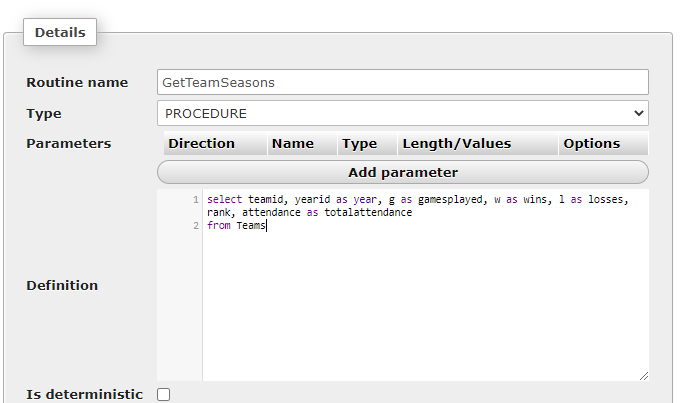 Details
Routine name GetTeamSeasons
Type PROCEDURE
Parameters Direction Name Type Length/Values Options
Add parameter
1 select teamid, yearid as year, g as gamesplayed, w as wins, l as losses,
rank, attendance as totalattendance
2 from Teams
Definition
Is deterministic